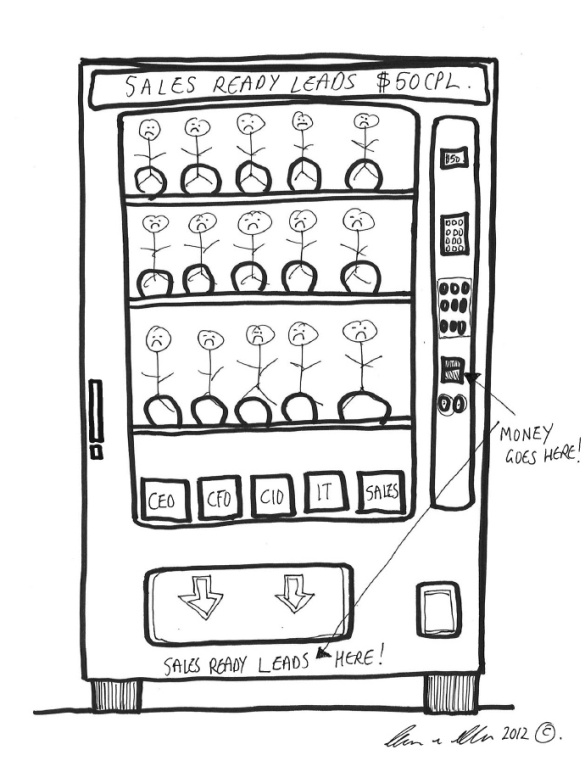 SALES READY LEADS $50CPL.
$50
MONEY
GOES HERE!
CEO
CFO
CIO
IT
SALES
SALES READY LEADS HERE!
2012 ©.